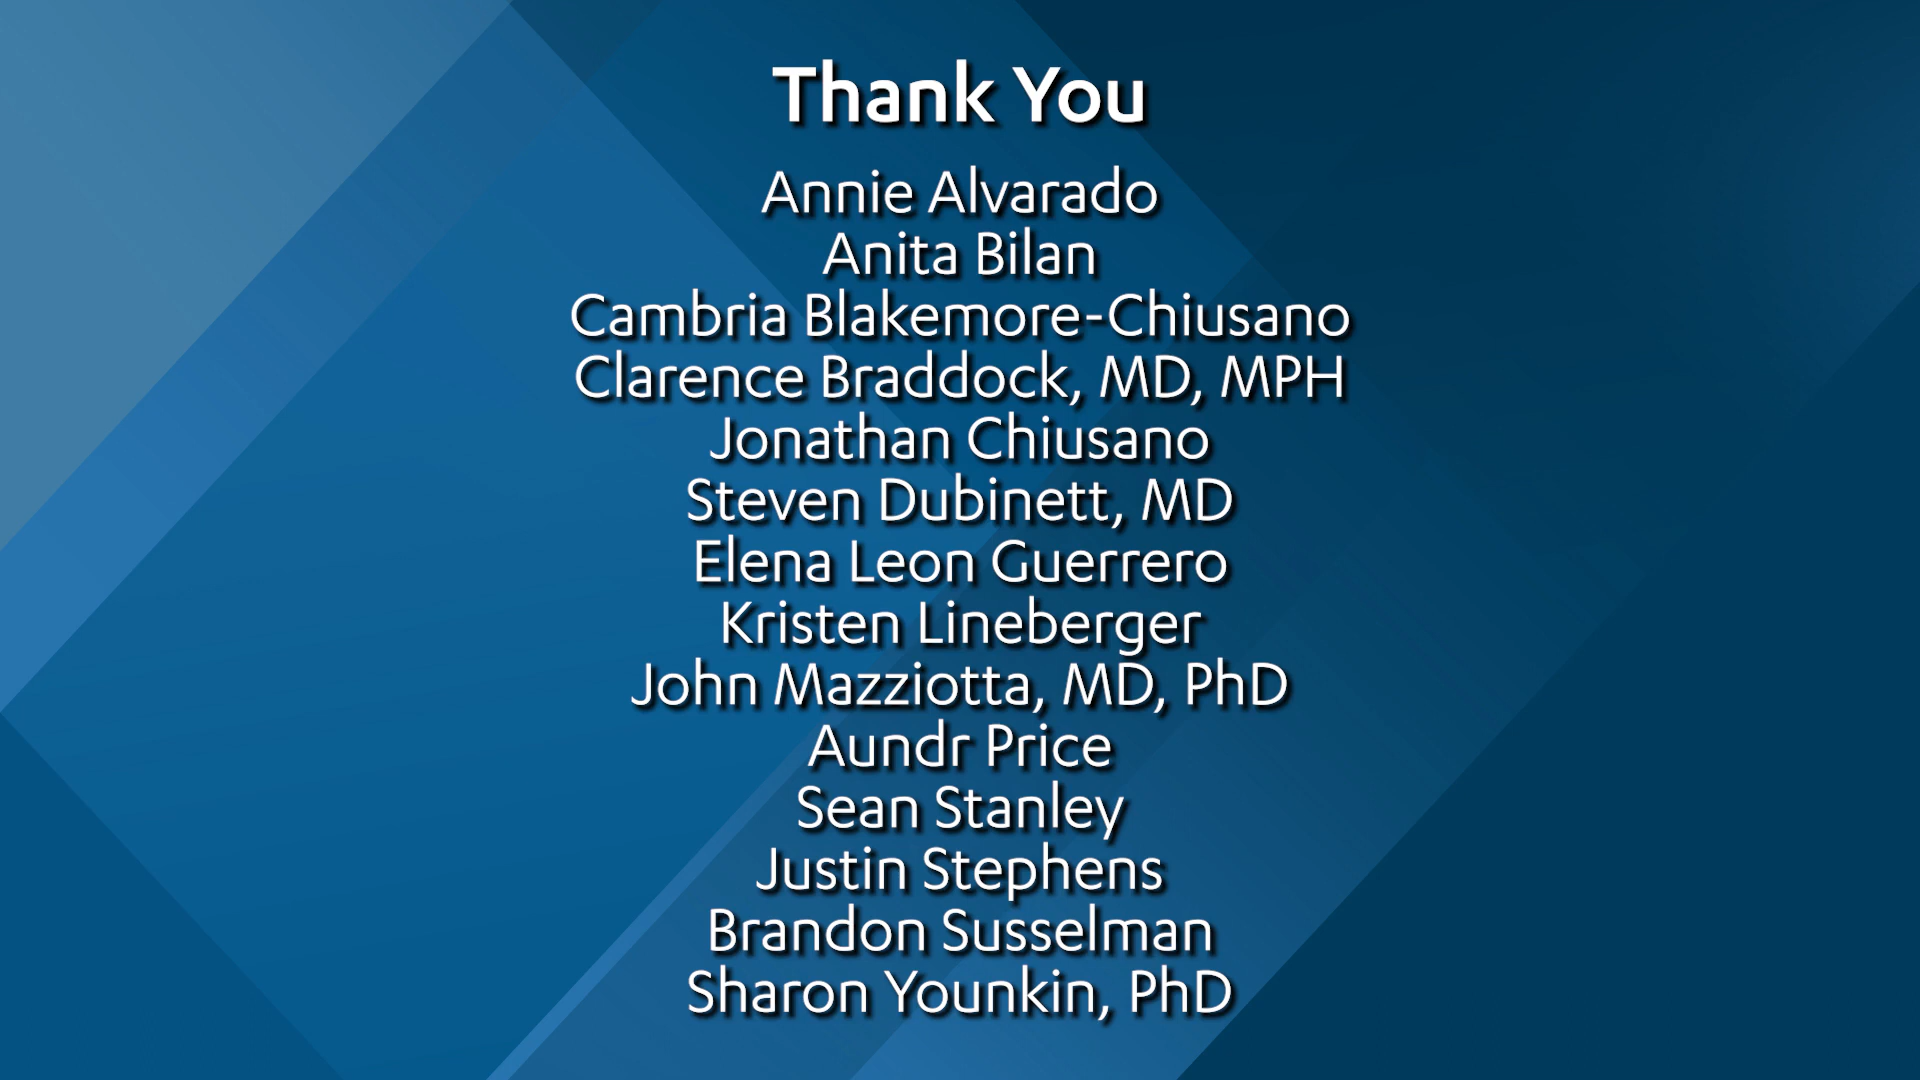 Thank You
Annie Alvarado
Anita Bilan
Cambria Blakemore-Chiusano
Clarence Braddock, MD, MPH
Jonathan Chiusano
Steven Dubinett, MD
Elena Leon Guerrero
Kristen Lineberger
John Mazziotta, MD, PhD
Aundr Price
Sean Stanley
Justin Stephens
Brandon Susselman
Sharon Younkin, PhD